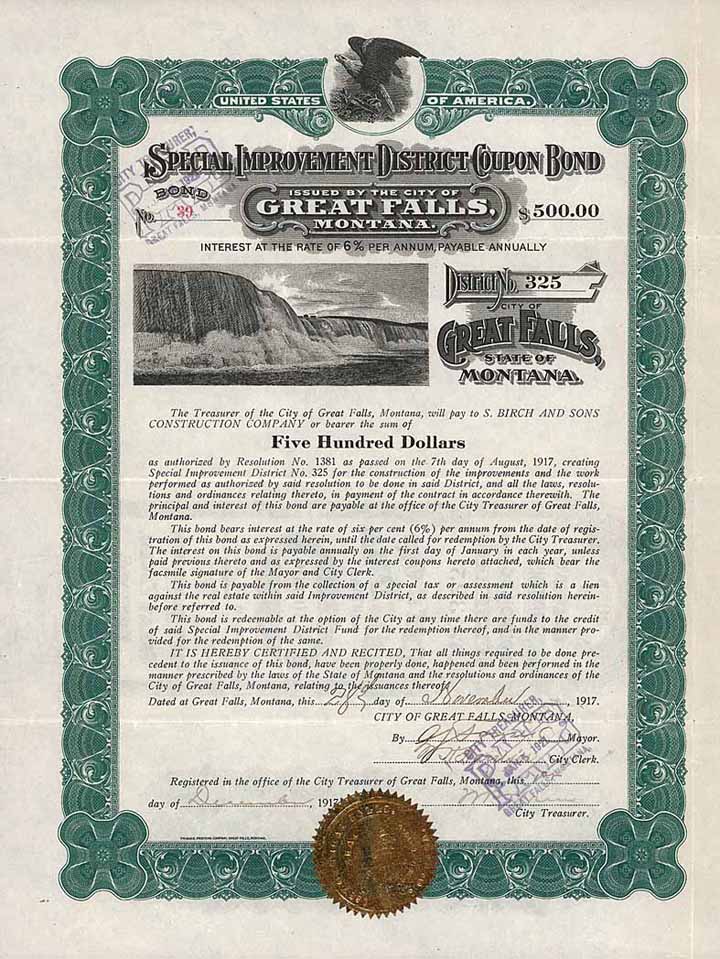 UNITED STATES OF AMERICA.
SPECIAL IMPROVEMENT DISTRICT COUPON BOND
BOND
No. 39
ISSUED BY THE CITY OF
GREAT FALLS,
MONTANA.
$500.00
INTEREST AT THE RATE OF 6% PER ANNUM, PAYABLE ANNUALLY
DISTRICT No. 325
CITY OF
GREAT FALLS,
STATE OF
MONTANA.
The Treasurer of the City of Great Falls, Montana, will pay to S. BIRCH AND SONS
CONSTRUCTION COMPANY or bearer the sum of
Five Hundred Dollars
as authorized by Resolution No. 1381 as passed on the 7th day of August, 1917, creating
Special Improvement District No. 325 for the construction of the improvements and the work
performed as authorized by said resolution to be done in said District, and all the laws, resolu-
tions and ordinances relating thereto, in payment of the contract in accordance therewith. The
principal and interest of this bond are payable at the office of the City Treasurer of Great Falls,
Montana.
This bond bears interest at the rate of six per cent (6%) per annum from the date of regis-
tration of this bond as expressed herein, until the date called for redemption by the City Treasurer.
The interest on this bond is payable annually on the first day of January in each year, unless
paid previous thereto and as expressed by the interest coupons hereto attached, which bear the
facsmile signature of the Mayor and City Clerk.
This bond is payable from the collection of a special tax or assessment which is a lien
against the real estate within said Improvement District, as described in said resolution herein-
before referred to.
This bond is redeemable at the option of the City at any time there are funds to the credit
of said Special Improvement District Fund for the redemption thereof, and in the manner pro-
vided for the redemption of the same.
IT IS HEREBY CERTIFIED AND RECITED, That all things required to be done pre-
cedent to the issuance of this bond, have been properly done, happened and been performed in the
manner prescribed by the laws of the State of Montana and the resolutions and ordinances of the
City of Great Falls, Montana, relating to the issuances thereof.
Dated at Great Falls, Montana, this day of November, 1917.
CITY OF GREAT FALLS, MONTANA,
By Mayor.
City Clerk.
Registered in the office of the City Treasurer of Great Falls, Montana, this
day of December, 1917
City Treasurer.
CITY TREASURER,
PAID
GREAT FALLS, MONTANA
CITY TREASURER,